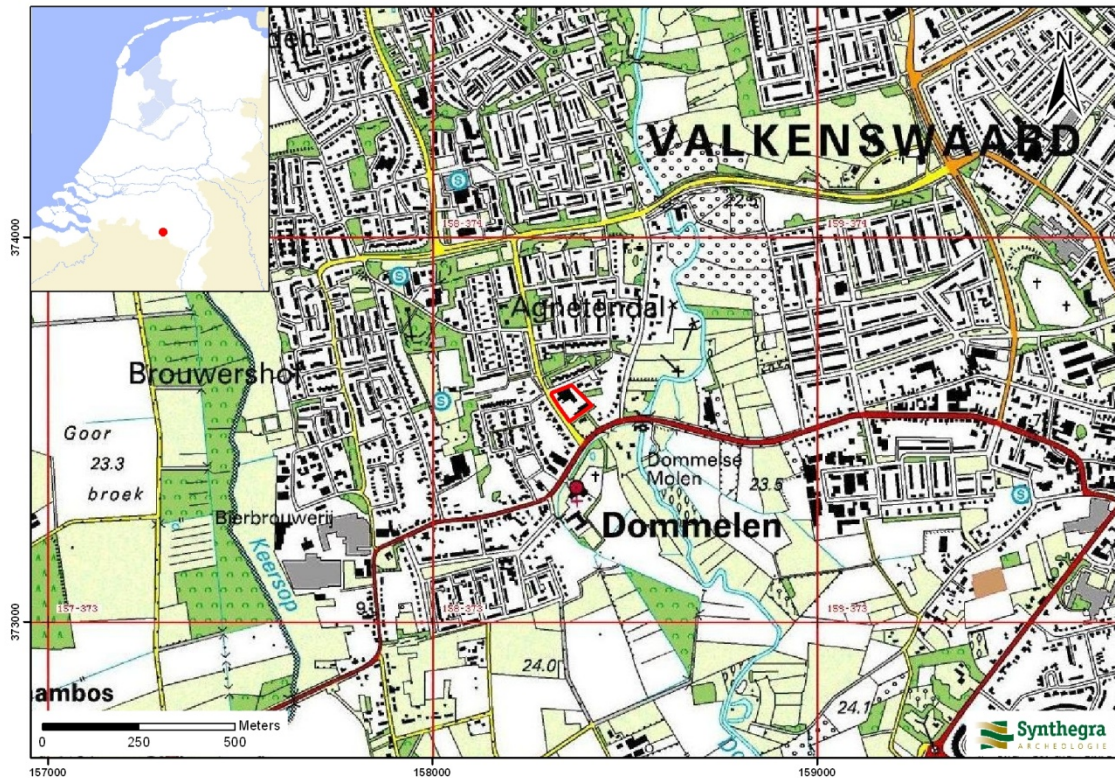 N
VALKENSWAARD
S
22.5
374000
158-374
159-374
S
Agnetendal
Brouwershof
S
Goor
23.3
broek
Dommelse
Molen
23.5
S
Bierbrouwerij
Dommelen
Keersop
157-373
158-373
159-373
373000
24.0
ambos
24.1
Meters
0 250 500
Synthegra
ARCHEOLOGIE
157000 158000 159000